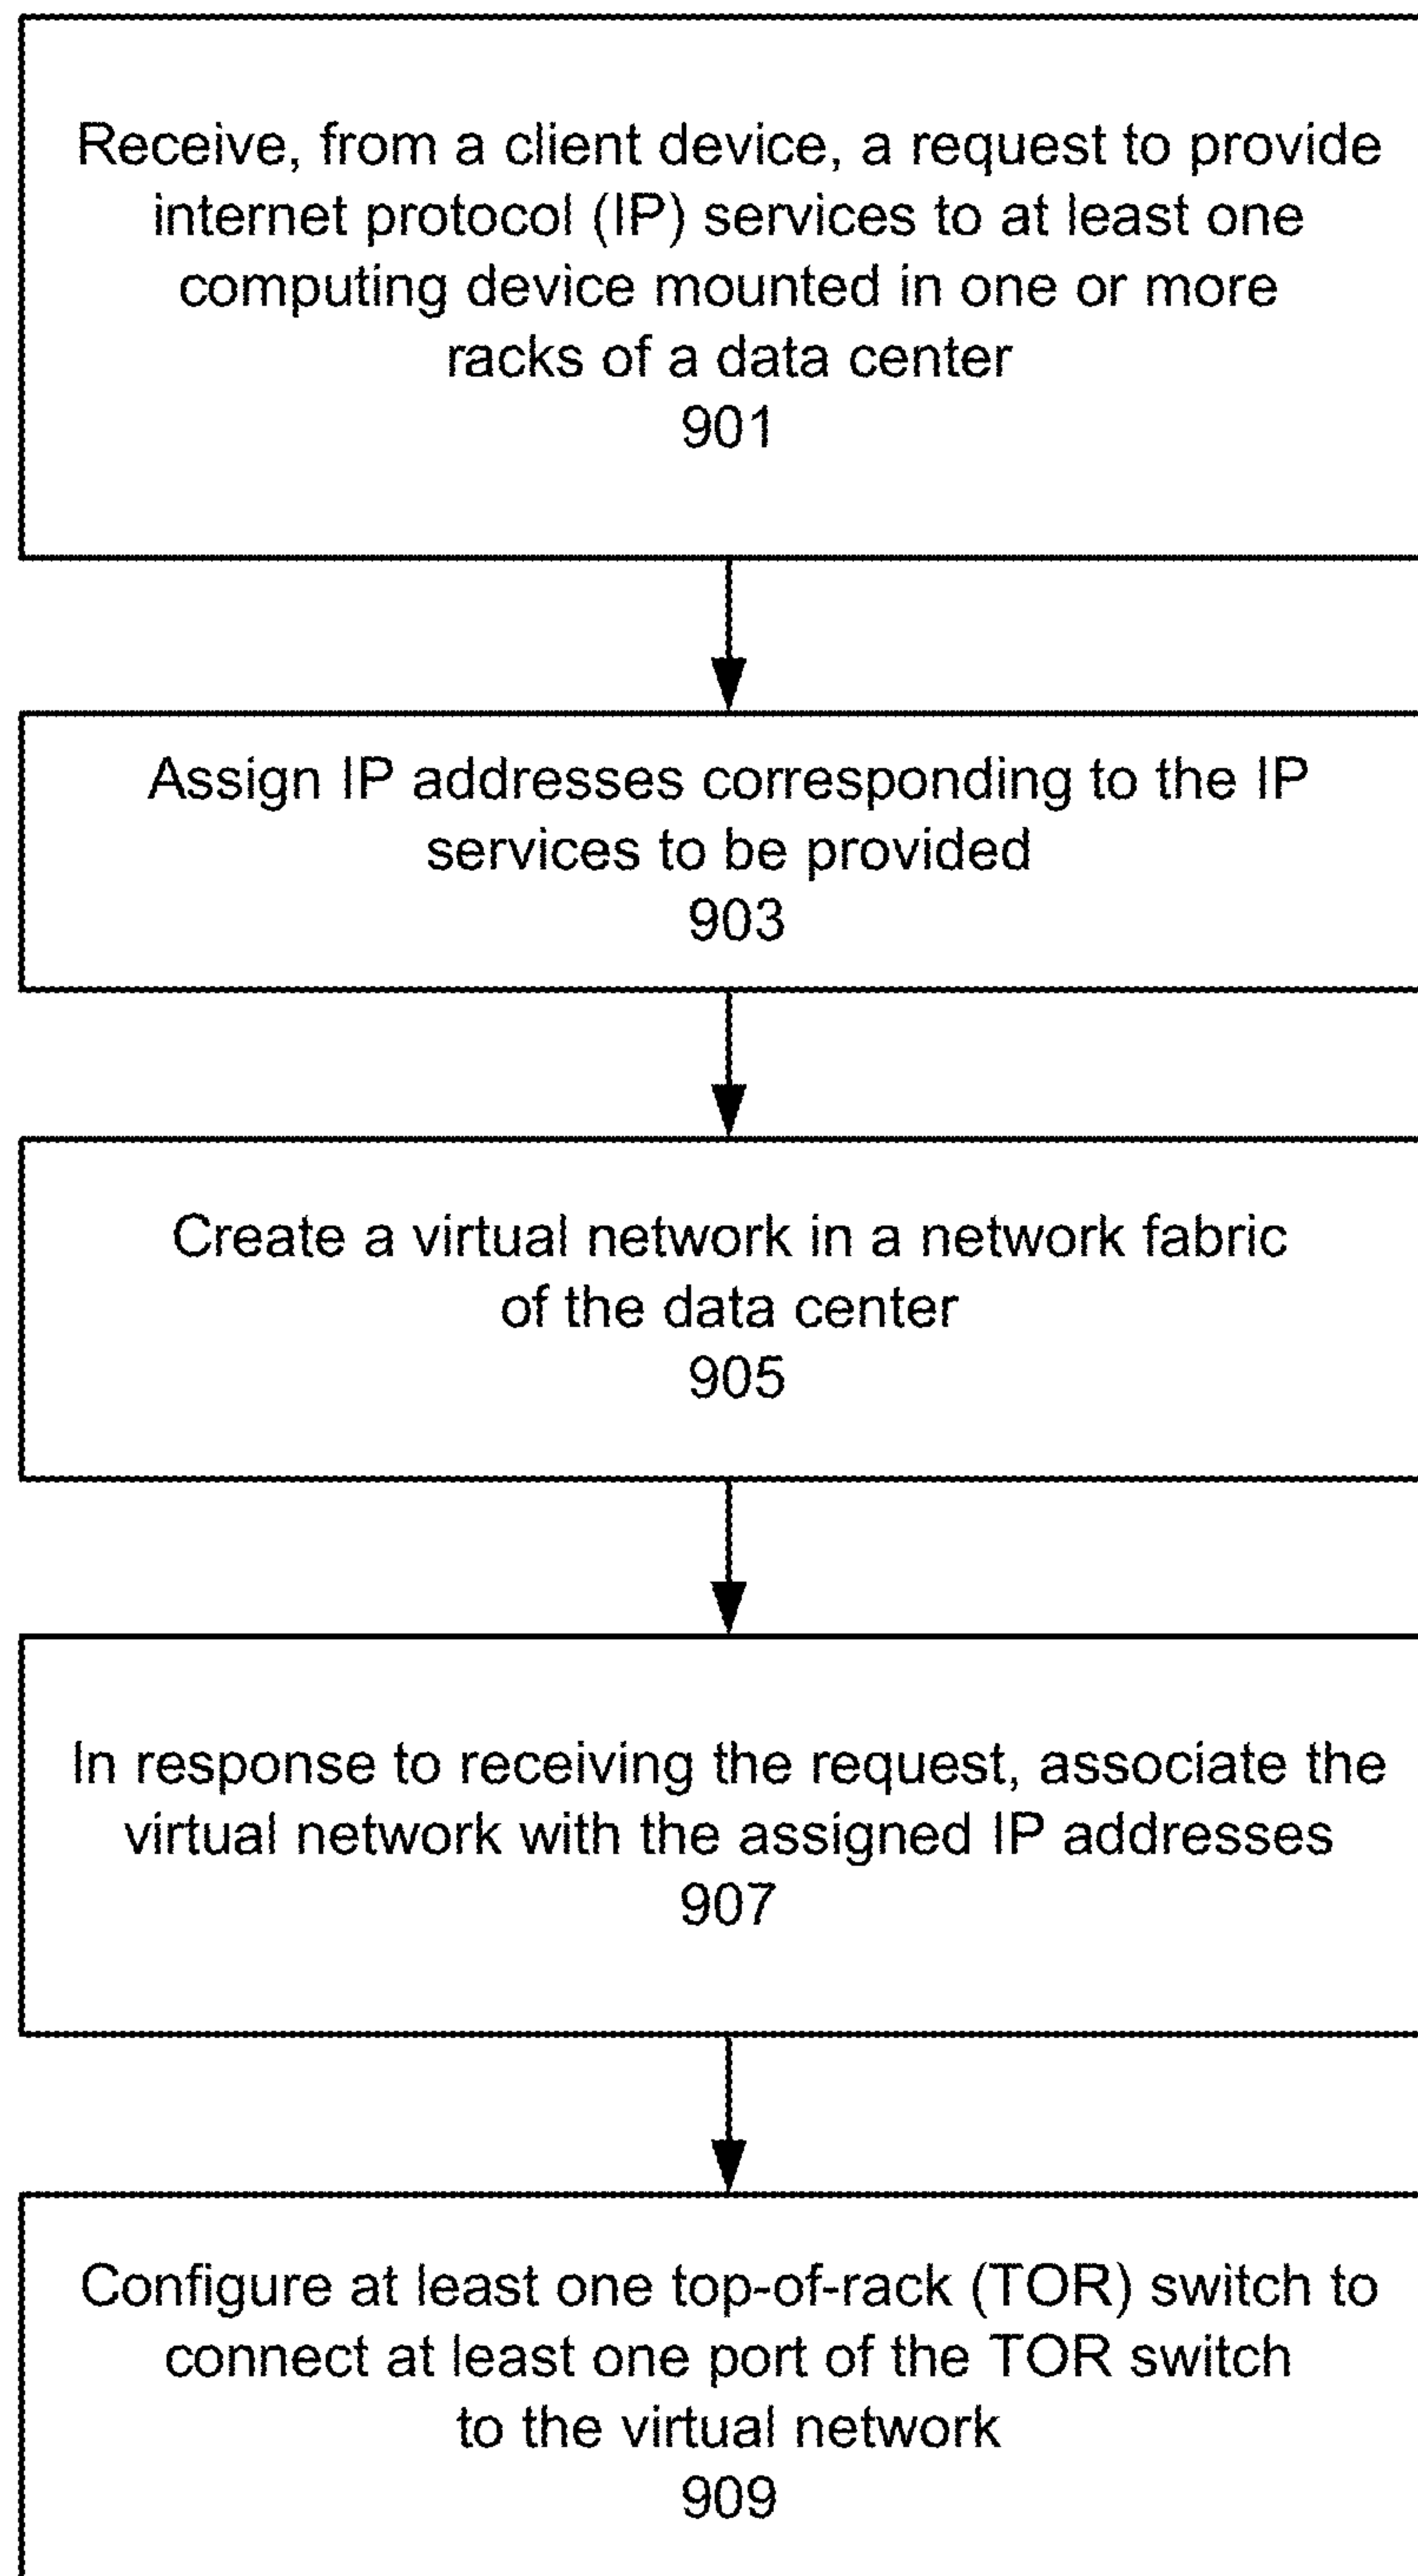 Receive, from a client device, a request to provide
internet protocol (IP) services to at least one
computing device mounted in one or more
racks of a data center
901
Assign IP addresses corresponding to the IP
services to be provided
903
Create a virtual network in a network fabric
of the data center
905
In response to receiving the request, associate the
virtual network with the assigned IP addresses
907
Configure at least one top-of-rack (TOR) switch to
connect at least one port of the TOR switch
to the virtual network
909